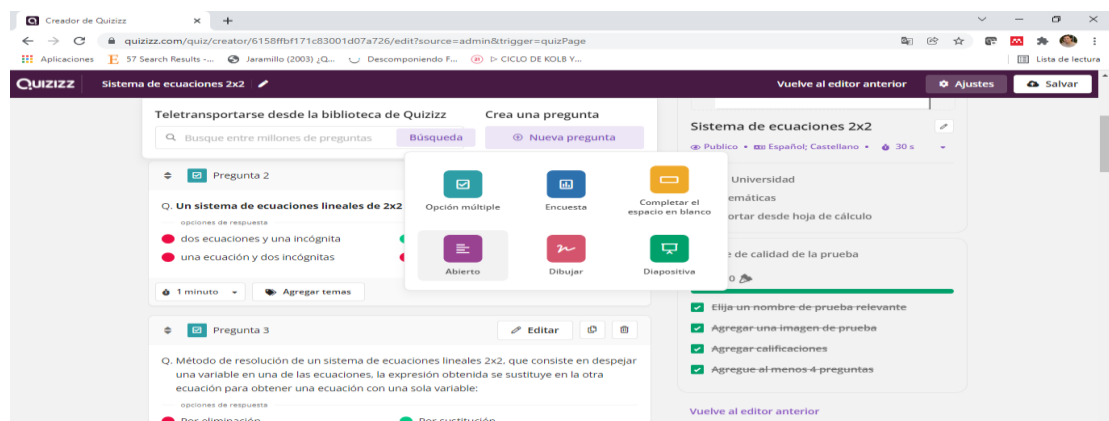 Creador de Quizizz
quizizz.com/quiz/creator/6158ffbf171c83001d07a726/edit?source=admin&trigger=quizPage
Aplicaciones 57 Search Results -... Jaramillo (2003) ¿Q... Descomponiendo F... ▷ CICLO DE KOLB Y... Lista de lectura
Quizizz Sistema de ecuaciones 2x2 Vuelve al editor anterior Ajustes Salvar
Teletransportarse desde la biblioteca de Quizizz
Busque entre millones de preguntas Búsqueda
Crea una pregunta
Nueva pregunta
Opción múltiple
Encuesta
Completar el
espacio en blanco
Abierto
Dibujar
Diapositiva
Pregunta 2
Q. Un sistema de ecuaciones lineales de 2x2
opciones de respuesta
dos ecuaciones y una incógnita
una ecuación y dos incógnitas
1 minuto Agregar temas
Pregunta 3 Editar
Q. Método de resolución de un sistema de ecuaciones lineales 2x2, que consiste en despejar
una variable en una de las ecuaciones, la expresión obtenida se sustituye en la otra
ecuación para obtener una ecuación con una sola variable:
opciones de respuesta
Por eliminación Por sustitución
Sistema de ecuaciones 2x2
Publico • Español; Castellano • 30 s
Universidad
emáticas
ortar desde hoja de cálculo
de calidad de la prueba
Elija un nombre de prueba relevante
Agregar una imagen de prueba
Agregar calificaciones
Agregue al menos 4 preguntas
Vuelve al editor anterior